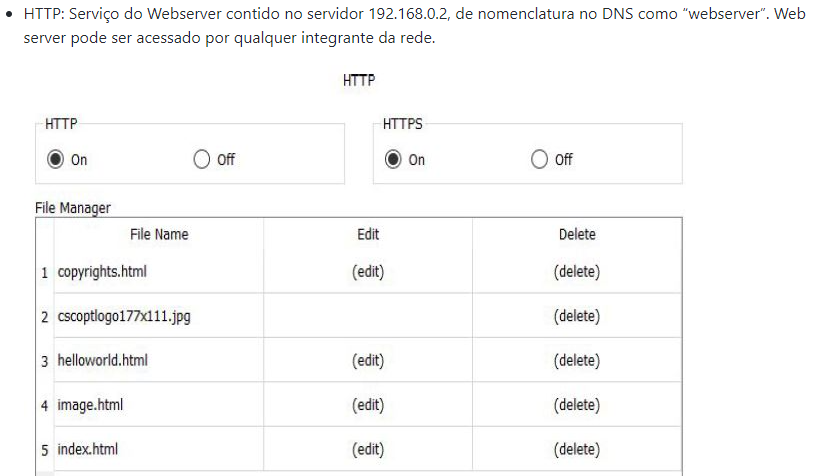 • HTTP: Serviço do Webserver contido no servidor 192.168.0.2, de nomenclatura no DNS como “webserver”. Web
server pode ser acessado por qualquer integrante da rede.
HTTP
HTTP HTTPS
On Off On Off
File Manager
File Name Edit Delete
1 copyrights.html (edit) (delete)
2 cscoptlogo177x111.jpg (delete)
3 helloworld.html (edit) (delete)
4 image.html (edit) (delete)
5 index.html (edit) (delete)